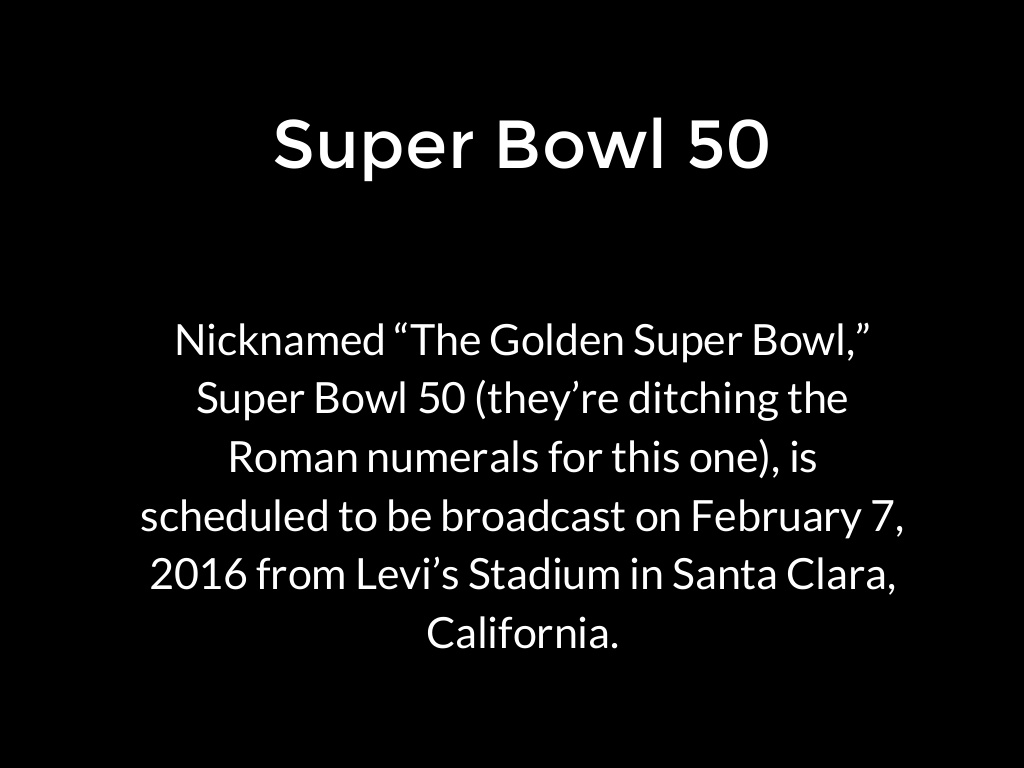 Super Bowl 50
Nicknamed “The Golden Super Bowl,”
Super Bowl 50 (they’re ditching the
Roman numerals for this one), is
scheduled to be broadcast on February 7,
2016 from Levi’s Stadium in Santa Clara,
California.